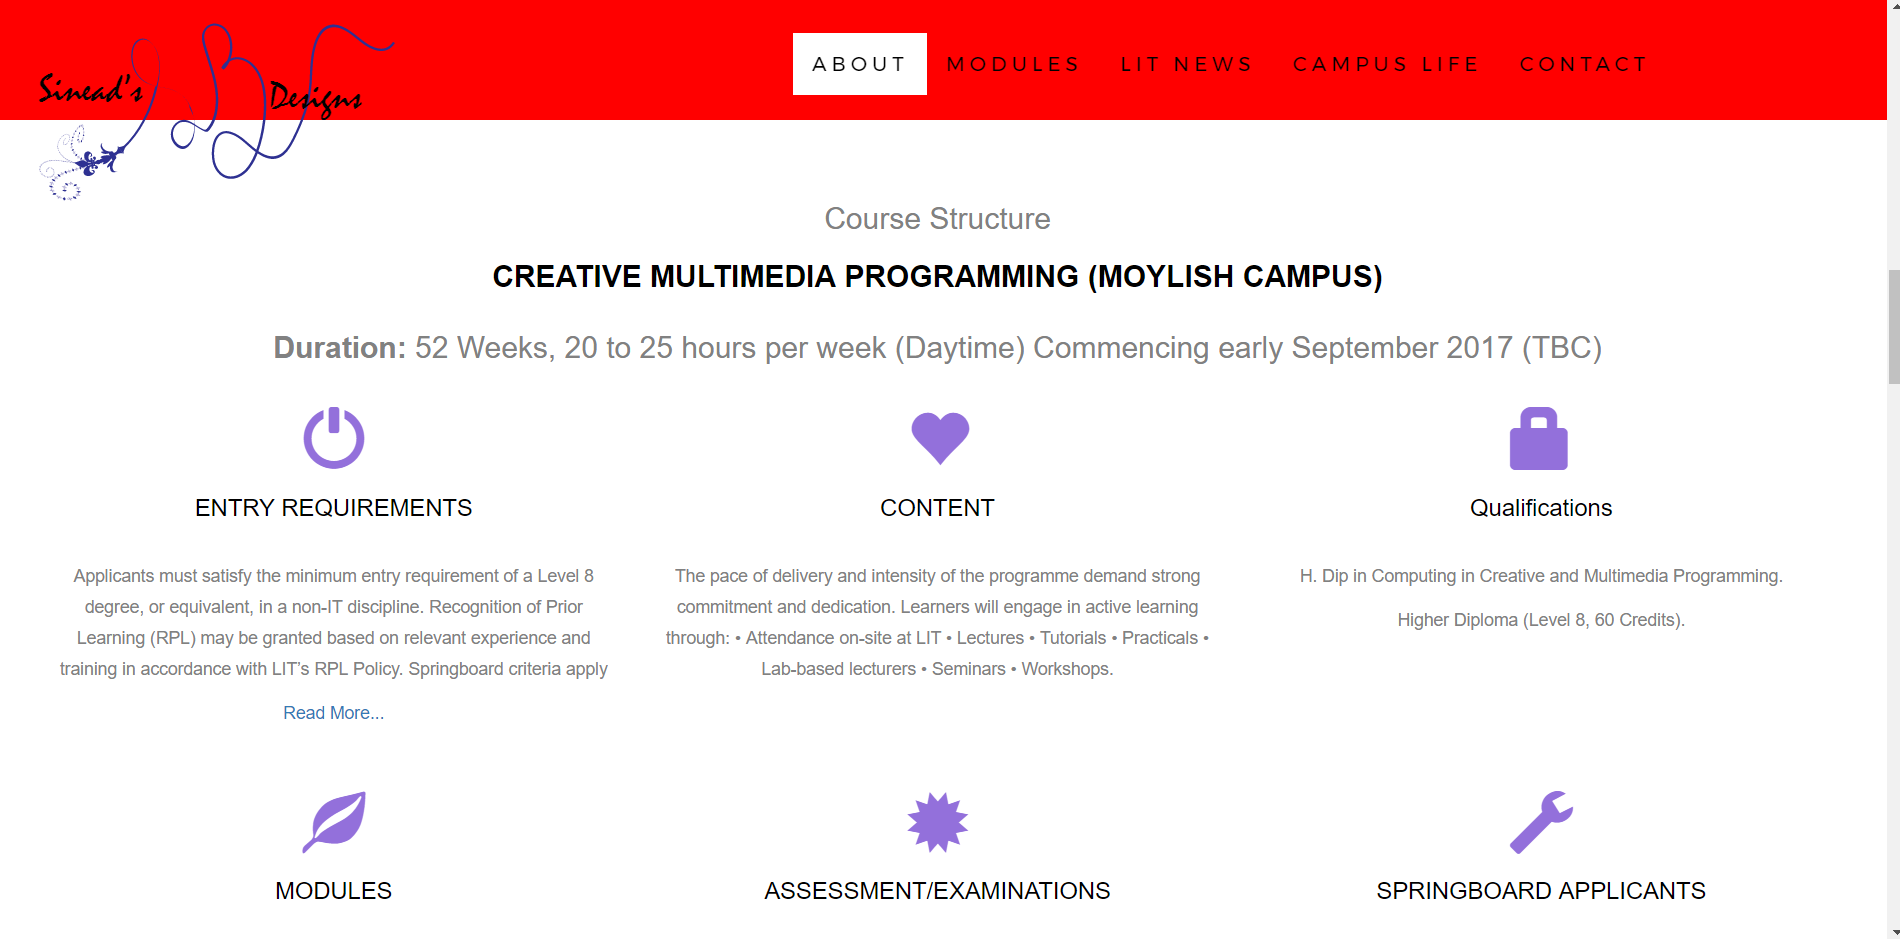 Sinead's
Designs
ABOUT
MODULES
LIT NEWS
CAMPUS LIFE
CONTACT
Course Structure
CREATIVE MULTIMEDIA PROGRAMMING (MOYLISH CAMPUS)
Duration: 52 Weeks, 20 to 25 hours per week (Daytime) Commencing early September 2017 (TBC)
ENTRY REQUIREMENTS
Applicants must satisfy the minimum entry requirement of a Level 8
degree, or equivalent, in a non-IT discipline. Recognition of Prior
Learning (RPL) may be granted based on relevant experience and
training in accordance with LIT’s RPL Policy. Springboard criteria apply
Read More...
CONTENT
The pace of delivery and intensity of the programme demand strong
commitment and dedication. Learners will engage in active learning
through: • Attendance on-site at LIT • Lectures • Tutorials • Practicals •
Lab-based lecturers • Seminars • Workshops.
Qualifications
H. Dip in Computing in Creative and Multimedia Programming.
Higher Diploma (Level 8, 60 Credits).
MODULES
ASSESSMENT/EXAMINATIONS
SPRINGBOARD APPLICANTS